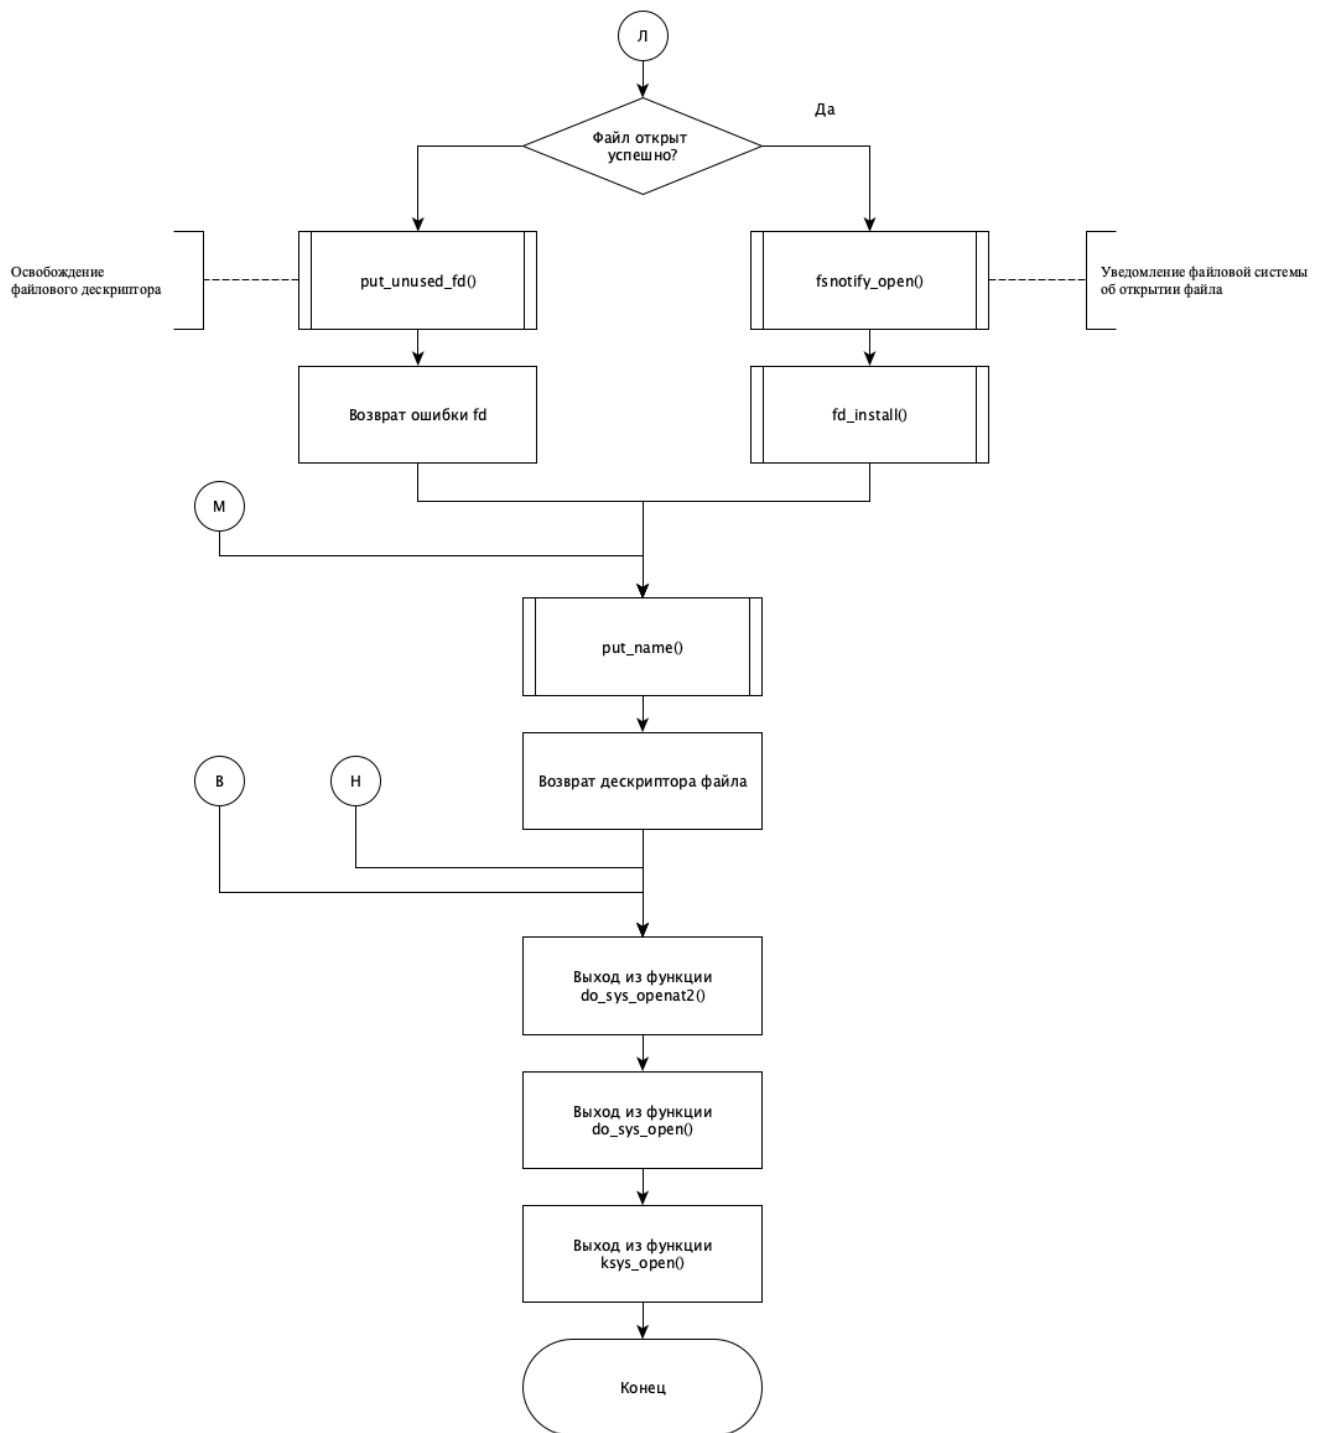 Л
Да
Файл открыт
успешно?
Освобождение
файлового дескриптора
put_unused_fd()
fsnotify_open()
Уведомление файловой системы
об открытии файла
Возврат ошибки fd
fd_install()
М
put_name()
В
Н
Возврат дескриптора файла
Выход из функции
do_sys_openat2()
Выход из функции
do_sys_open()
Выход из функции
ksys_open()
Конец